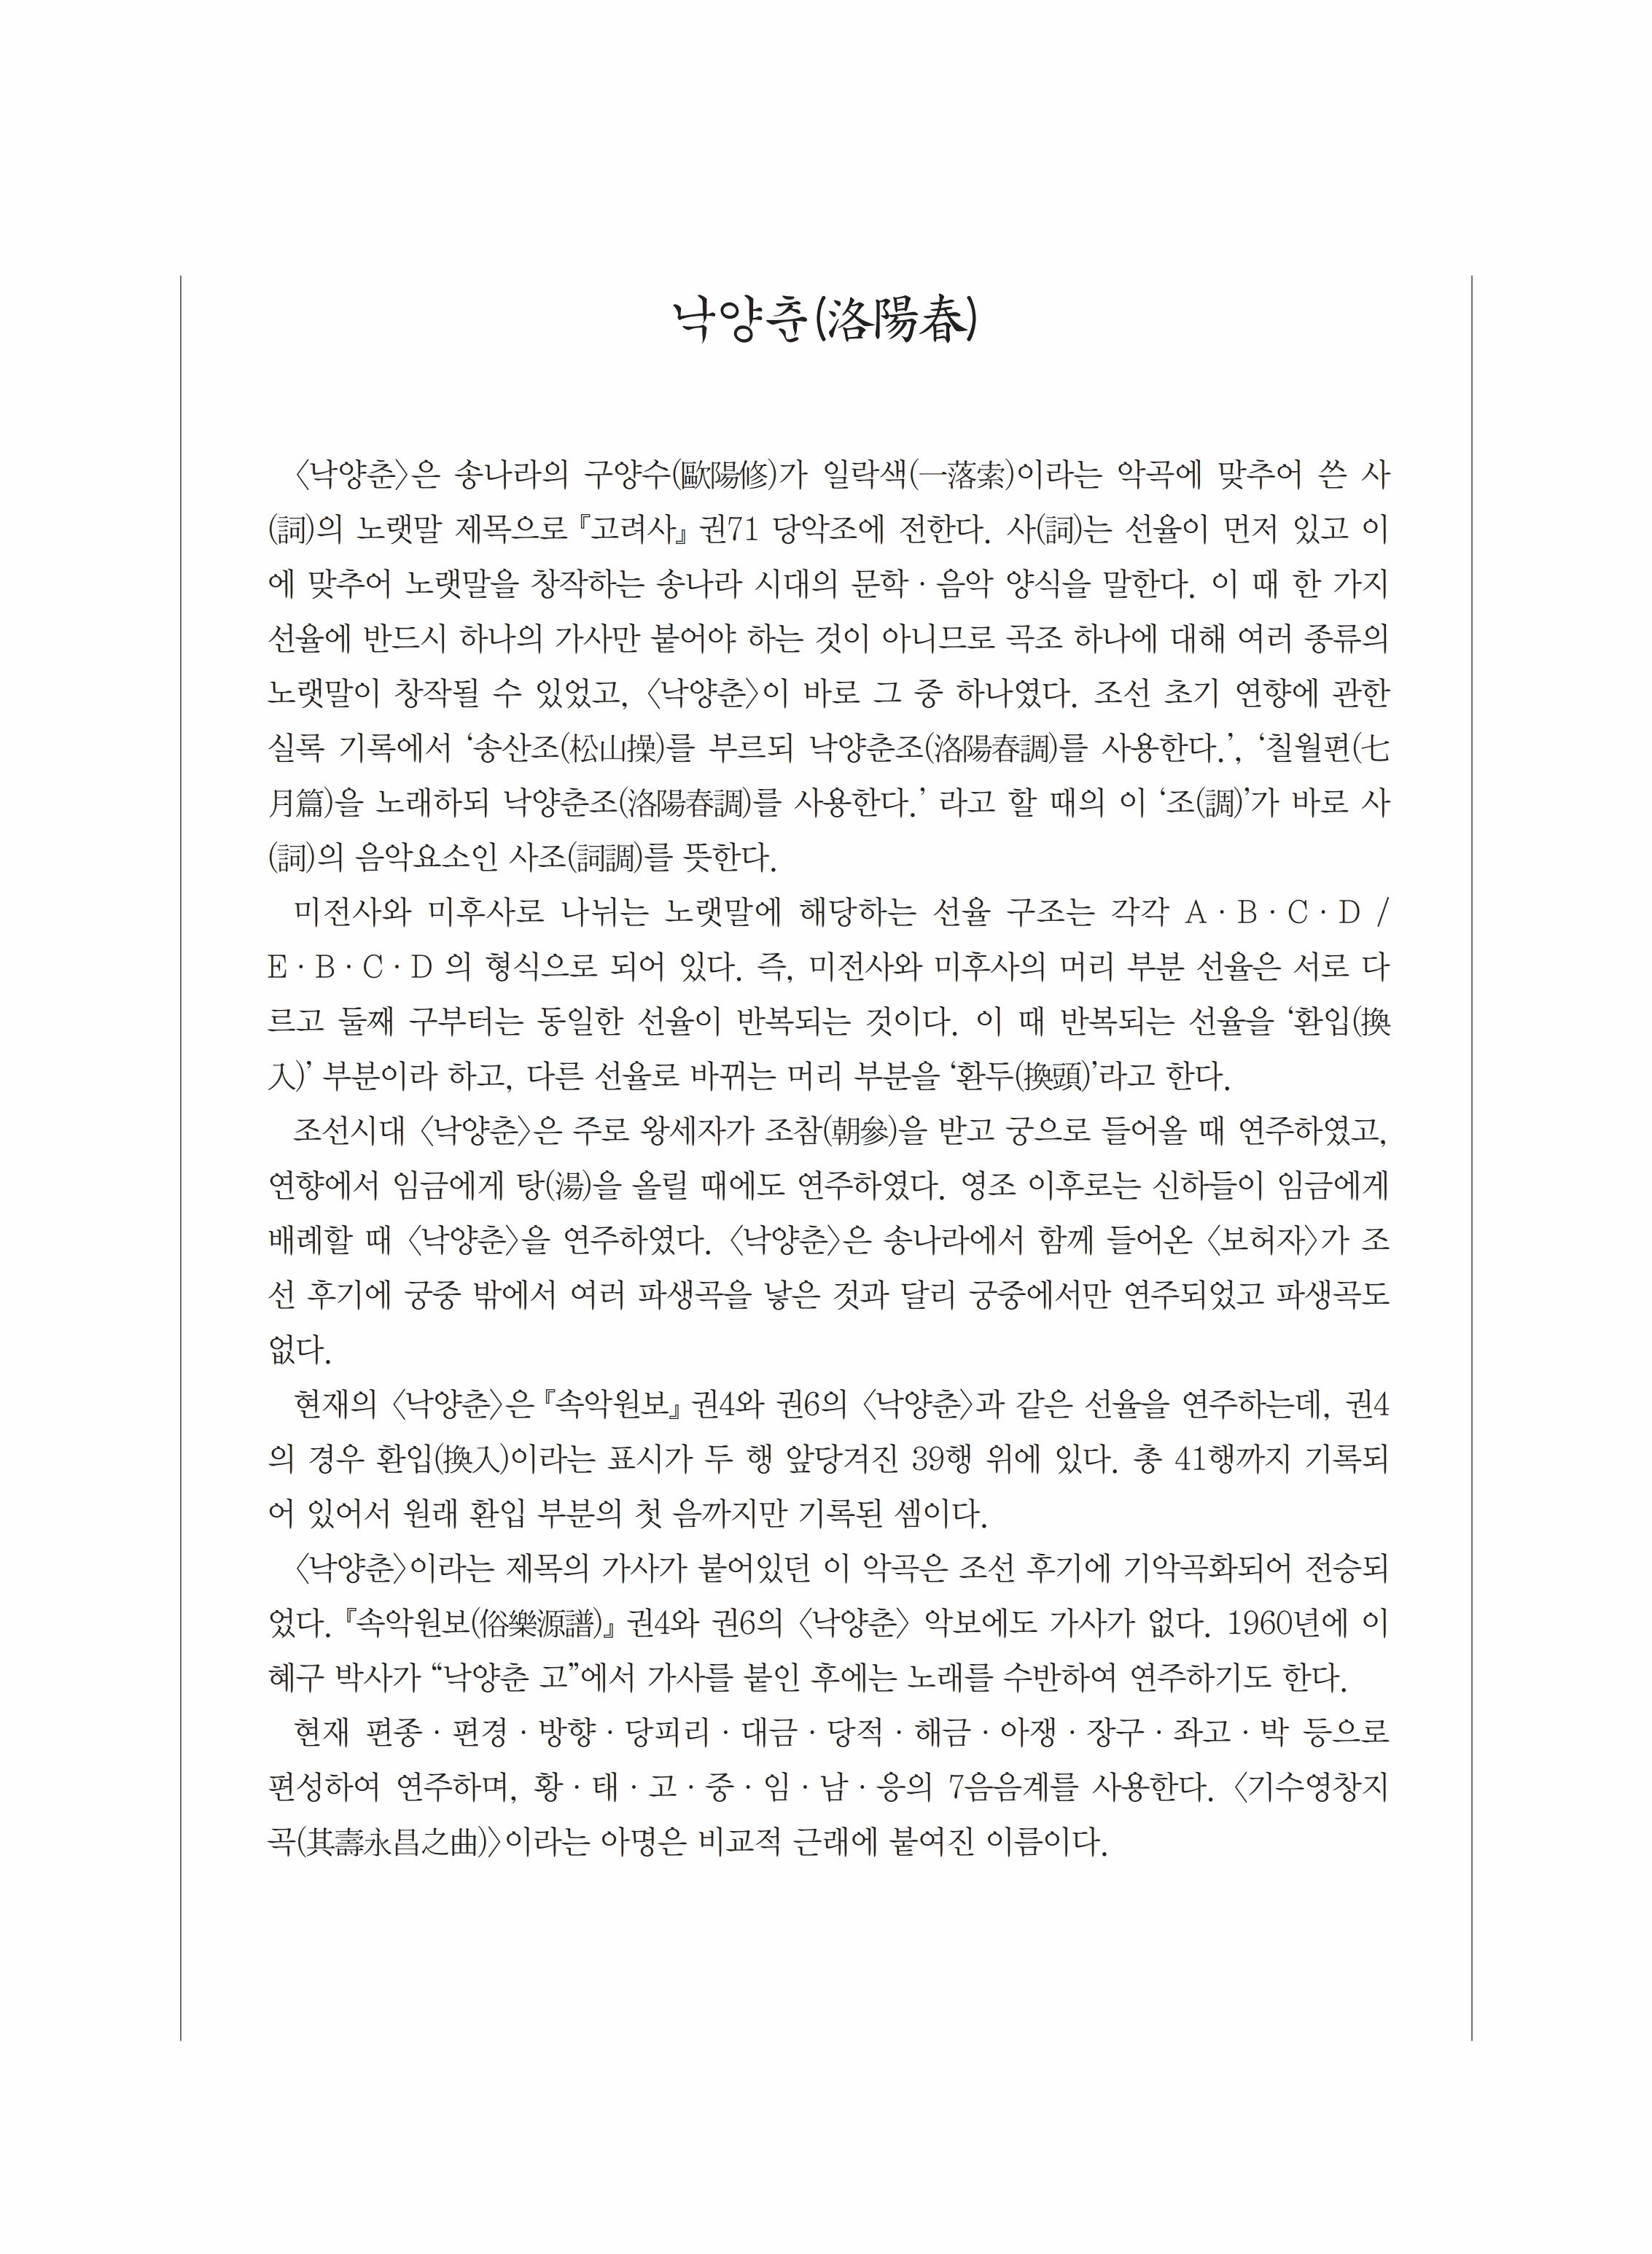 낙양춘(洛陽春)
〈낙양춘〉은 송나라의 구양수(歐陽修)가 일락색(一落索)이라는 악곡에 맞추어 쓴 사
(詞)의 노랫말 제목으로 『고려사』 권71 당악조에 전한다. 사(詞)는 선율이 먼저 있고 이
에 맞추어 노랫말을 창작하는 송나라 시대의 문학 · 음악 양식을 말한다. 이 때 한 가지
선율에 반드시 하나의 가사만 붙어야 하는 것이 아니므로 곡조 하나에 대해 여러 종류의
노랫말이 창작될 수 있었고, 〈낙양춘〉이 바로 그 중 하나였다. 조선 초기 연향에 관한
실록 기록에서 ‘송산조(松山操)를 부르되 낙양춘조(洛陽春調)를 사용한다.’, ‘칠월편(七
月篇)을 노래하되 낙양춘조(洛陽春調)를 사용한다.’ 라고 할 때의 이 ‘조(調)’가 바로 사
(詞)의 음악요소인 사조(詞調)를 뜻한다.
미전사와 미후사로 나뉘는 노랫말에 해당하는 선율 구조는 각각 A · B · C · D /
E · B · C · D 의 형식으로 되어 있다. 즉, 미전사와 미후사의 머리 부분 선율은 서로 다
르고 둘째 구부터는 동일한 선율이 반복되는 것이다. 이 때 반복되는 선율을 ‘환입(換
入)’ 부분이라 하고, 다른 선율로 바뀌는 머리 부분을 ‘환두(換頭)’라고 한다.
조선시대 〈낙양춘〉은 주로 왕세자가 조참(朝參)을 받고 궁으로 들어올 때 연주하였고,
연향에서 임금에게 탕(湯)을 올릴 때에도 연주하였다. 영조 이후로는 신하들이 임금에게
배례할 때 〈낙양춘〉을 연주하였다. 〈낙양춘〉은 송나라에서 함께 들어온 〈보허자〉가 조
선 후기에 궁중 밖에서 여러 파생곡을 낳은 것과 달리 궁중에서만 연주되었고 파생곡도
없다.
현재의 〈낙양춘〉은 『속악원보』 권4와 권6의 〈낙양춘〉과 같은 선율을 연주하는데, 권4
의 경우 환입(換入)이라는 표시가 두 행 앞당겨진 39행 위에 있다. 총 41행까지 기록되
어 있어서 원래 환입 부분의 첫 음까지만 기록된 셈이다.
〈낙양춘〉이라는 제목의 가사가 붙어있던 이 악곡은 조선 후기에 기악곡화되어 전승되
었다. 『속악원보(俗樂源譜)』 권4와 권6의 〈낙양춘〉 악보에도 가사가 없다. 1960년에 이
혜구 박사가 “낙양춘 고”에서 가사를 붙인 후에는 노래를 수반하여 연주하기도 한다.
현재 편종 · 편경 · 방향 · 당피리 · 대금 · 당적 · 해금 · 아쟁 · 장구 · 좌고 · 박 등으로
편성하여 연주하며, 황 · 태 · 고 · 중 · 임 · 남 · 응의 7음음계를 사용한다. 〈기수영창지
곡(其壽永昌之曲)〉이라는 아명은 비교적 근래에 붙여진 이름이다.